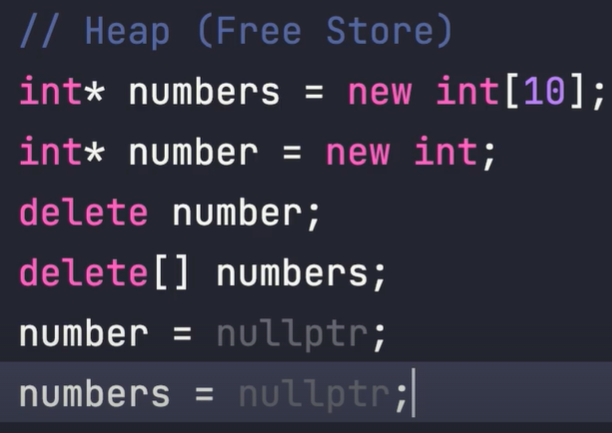 // Heap (Free Store)
int* numbers = new int[10];
int* number = new int;
delete number;
delete[] numbers;
number = nullptr;
numbers = nullptr;